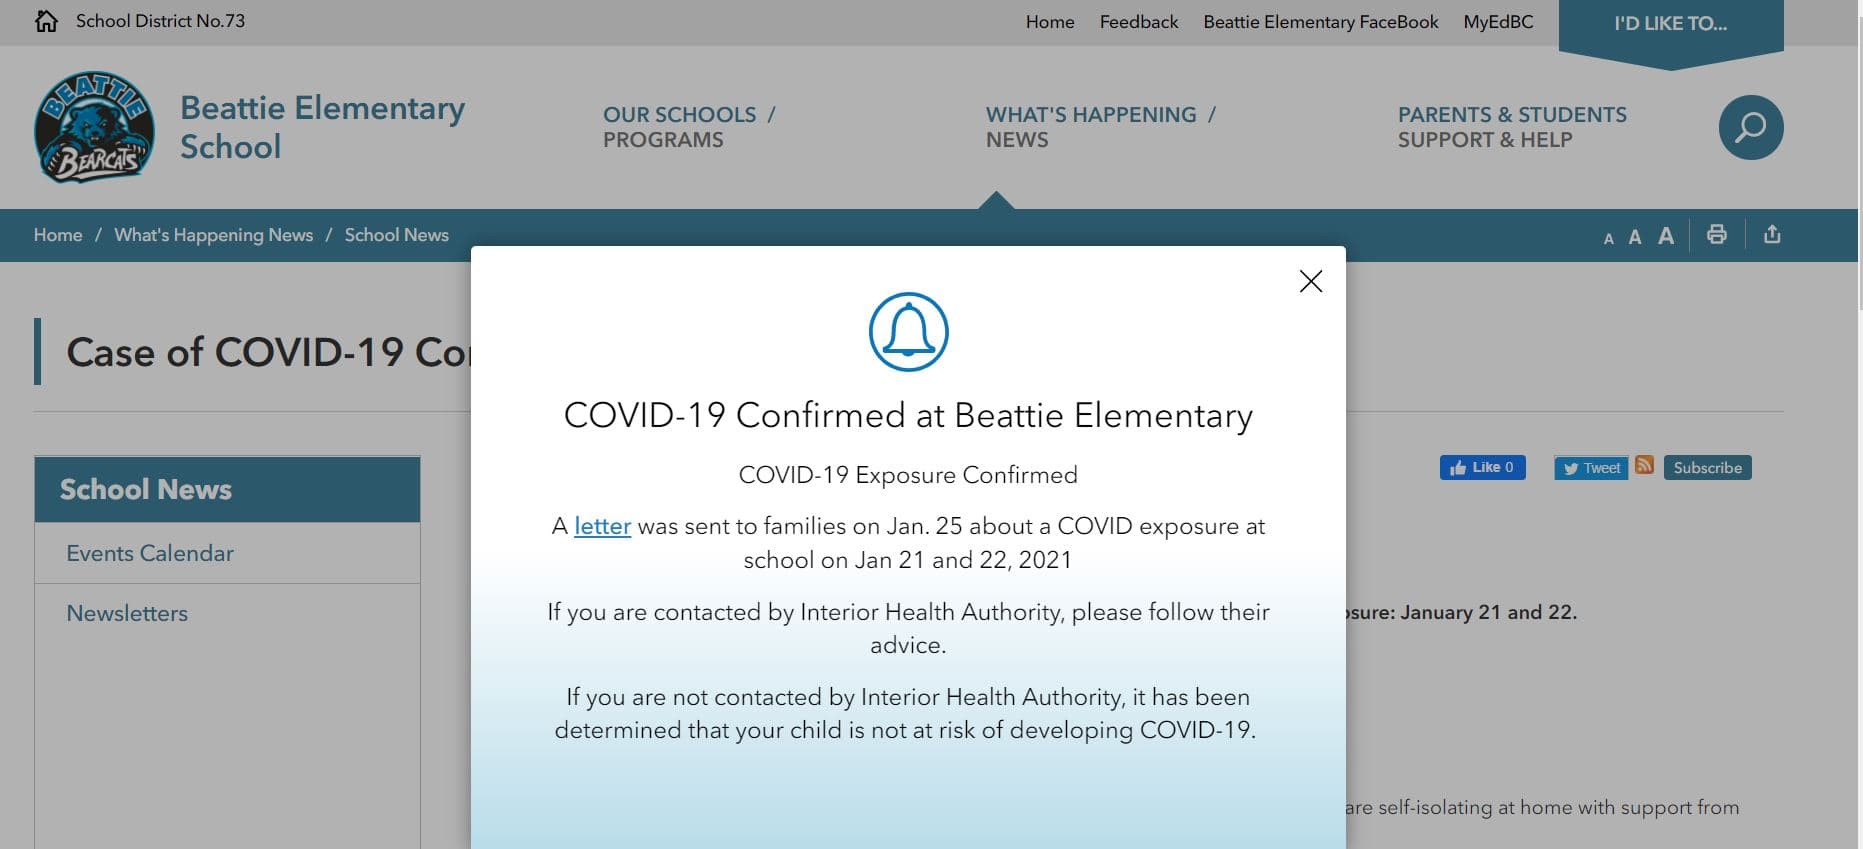 School District No.73
Home Feedback Beattie Elementary FaceBook MyEdBC I'D LIKE TO...
BEATTIE
BEARCATS
Beattie Elementary
School
OUR SCHOOLS /
PROGRAMS
WHAT'S HAPPENING /
NEWS
PARENTS & STUDENTS
SUPPORT & HELP
Home / What's Happening News / School News
A A A
Case of COVID-19 Co
School News
Events Calendar
Newsletters
COVID-19 Confirmed at Beattie Elementary
COVID-19 Exposure Confirmed
A letter was sent to families on Jan. 25 about a COVID exposure at
school on Jan 21 and 22, 2021
If you are contacted by Interior Health Authority, please follow their
advice.
If you are not contacted by Interior Health Authority, it has been
determined that your child is not at risk of developing COVID-19.
Like 0
Tweet
Subscribe
sure: January 21 and 22.
are self-isolating at home with support from